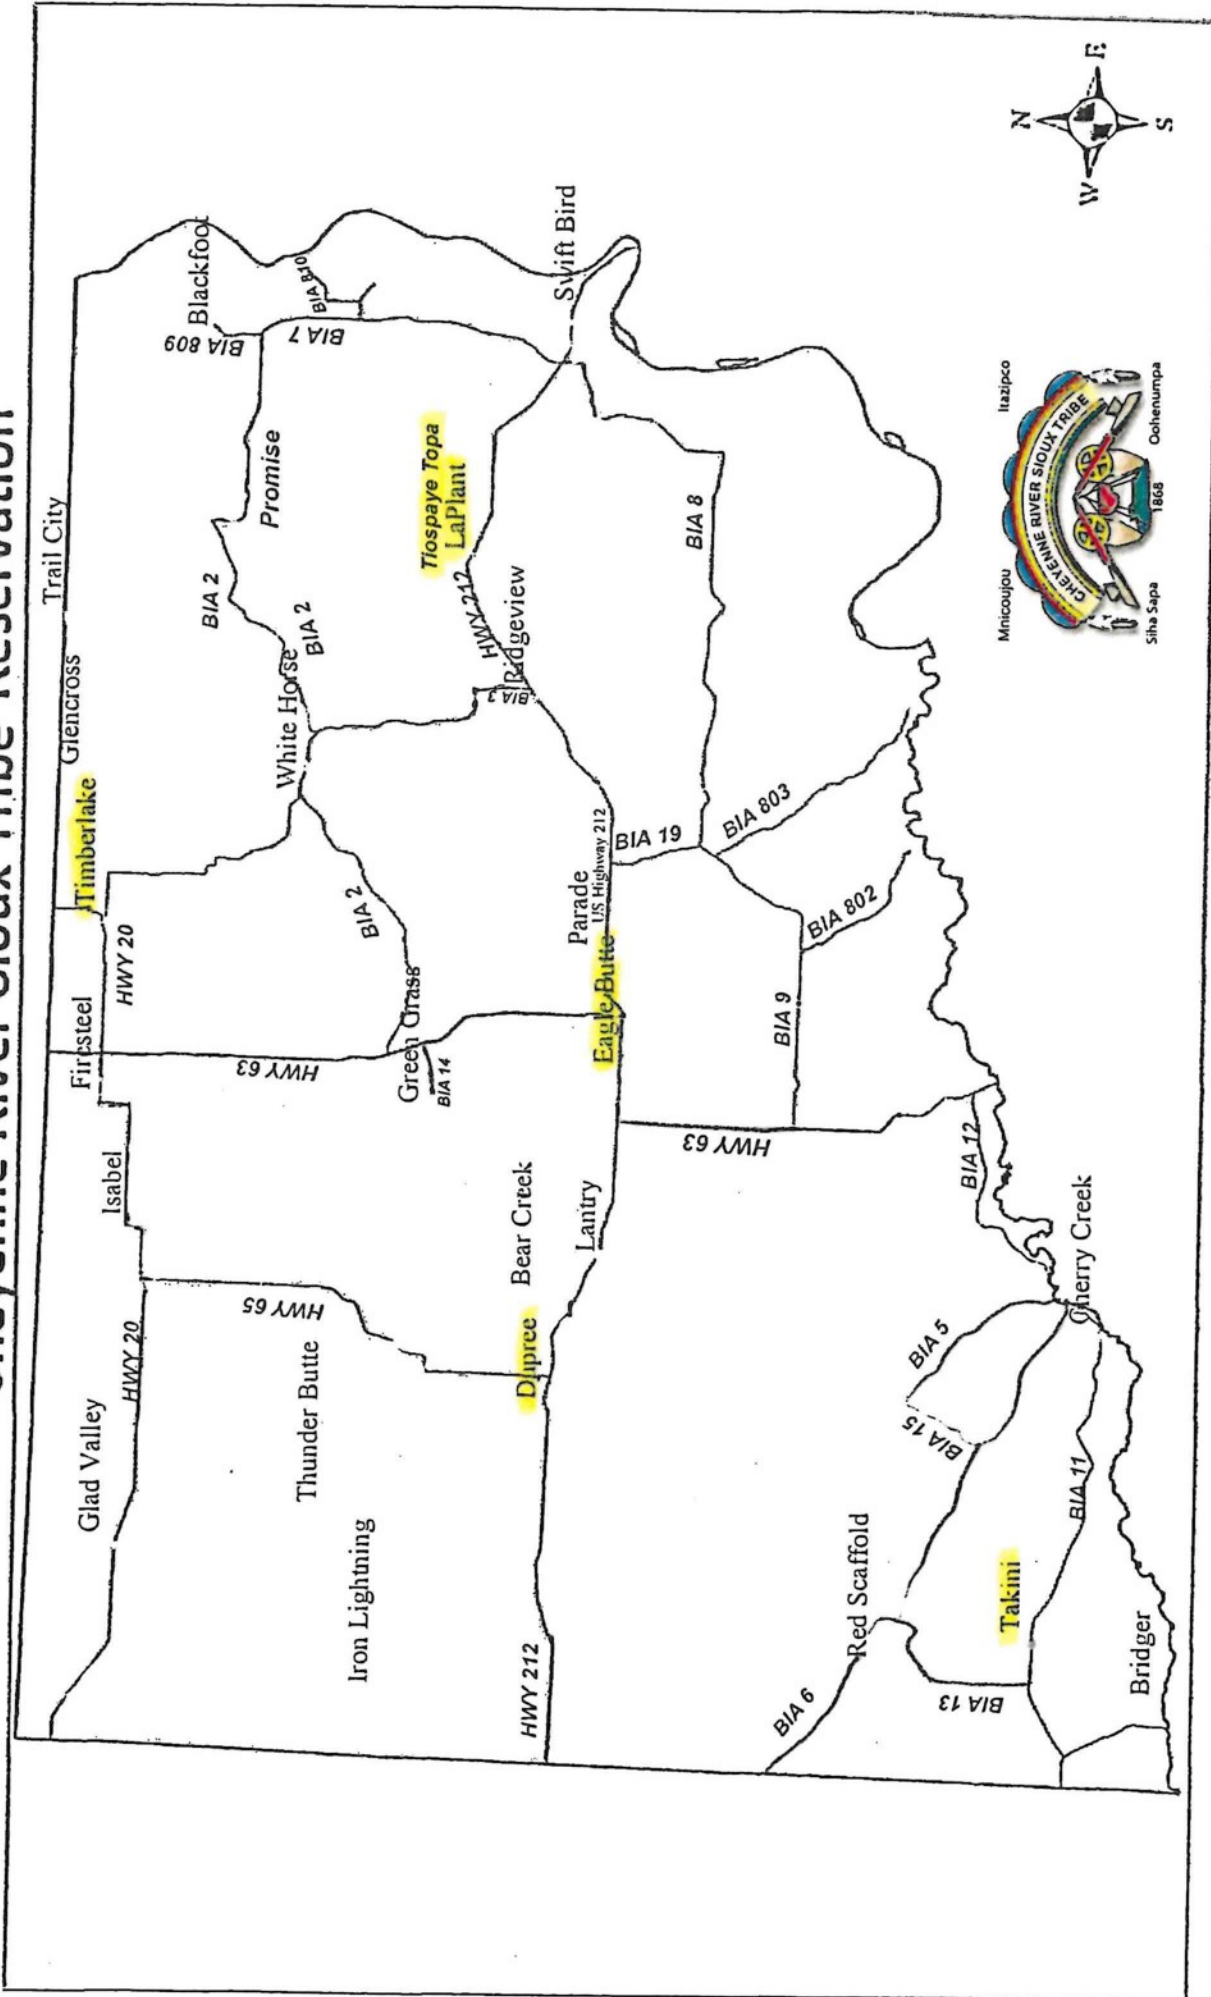 Cheyenne River Sioux Tribe Reservation
Trail City
Glencross
Timberlake
Firesteel
HWY 20
Isabel
Glad Valley
HWY 20
Blackfoot
BIA 809
BIA 810
BIA 7
Promise
BIA 2
BIA 2
White Horse
BIA 2
HWY 63
HWY 65
Thunder Butte
Iron Lightning
Green Grass
BIA 14
Tiospaye Topa
LaPlant
HWY 212
Ridgeview
BIA 3
Swift Bird
Parade
US Highway 212
Eagle Butte
Bear Creek
Lantry
Dupree
HWY 212
BIA 19
BIA 8
BIA 803
BIA 802
BIA 9
HWY 63
BIA 12
Cherry Creek
BIA 5
BIA 15
BIA 11
Red Scaffold
BIA 6
Takini
BIA 13
Bridger
N
W
E
S
Mnicoujou
Itazipco
CHEYENNE RIVER SIOUX TRIBE
1868
Siha Sapa
Oohenumpa